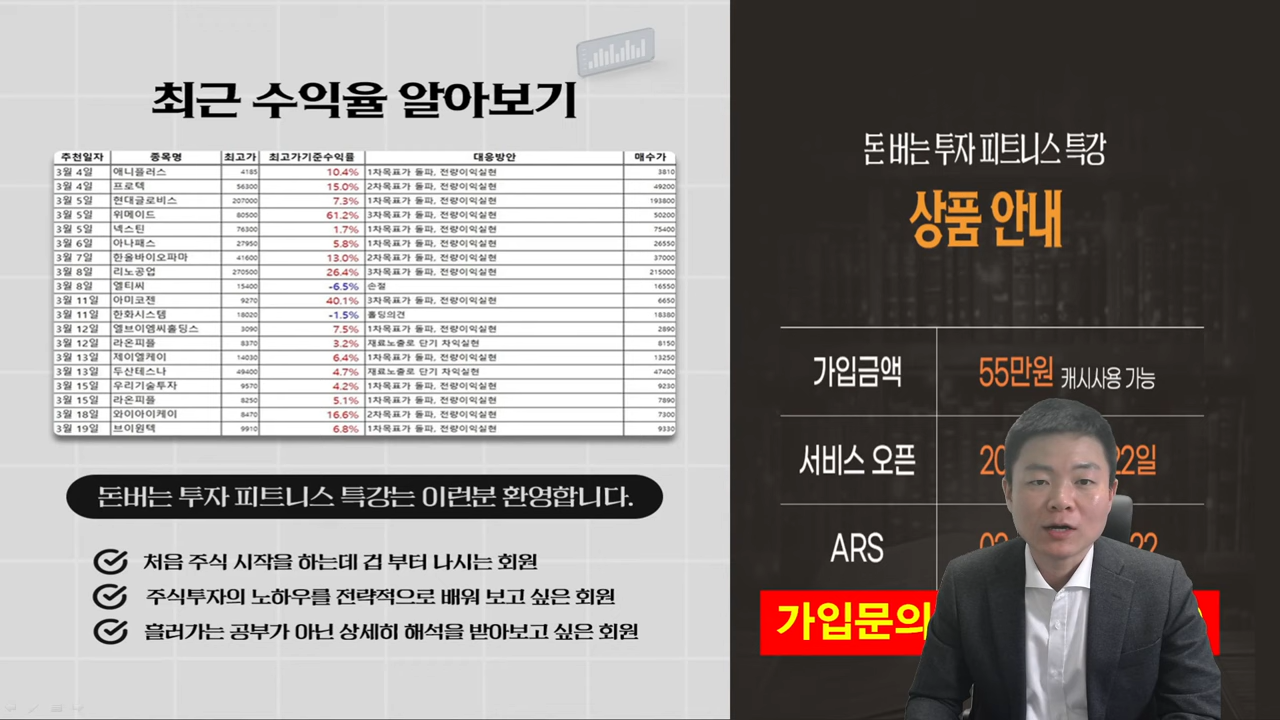 최근 수익율 알아보기
추천일자 종목명 최고가 최고가기준수익률 대응방안 매수가
3월 4일 애니플러스 4185 10.4% 1차목표가 돌파, 전량이익실현 3810
3월 4일 프로텍 56300 15.0% 2차목표가 돌파, 전량이익실현 49200
3월 5일 현대글로비스 207000 7.3% 1차목표가 돌파, 전량이익실현 193800
3월 5일 위메이드 80500 61.2% 3차목표가 돌파, 전량이익실현 50200
3월 5일 넥스틴 76300 1.7% 1차목표가 돌파, 전량이익실현 75400
3월 6일 아나패스 27950 5.8% 1차목표가 돌파, 전량이익실현 26550
3월 7일 한올바이오파마 41600 13.0% 2차목표가 돌파, 전량이익실현 37000
3월 8일 리노공업 270500 26.4% 3차목표가 돌파, 전량이익실현 215000
3월 8일 엘티씨 15400 -6.5% 손절 16550
3월 11일 아미코젠 9270 40.1% 3차목표가 돌파, 전량이익실현 6650
3월 11일 한화시스템 18020 -1.5% 홀딩의견 18380
3월 12일 엘브이엠씨홀딩스 3090 7.5% 1차목표가 돌파, 전량이익실현 2890
3월 12일 라온피플 8370 3.2% 재료노출로 단기 차익실현 8150
3월 13일 제이엘케이 14030 6.4% 1차목표가 돌파, 전량이익실현 13250
3월 13일 두산테스나 49400 4.7% 재료노출로 단기 차익실현 47400
3월 15일 우리기술투자 9570 4.2% 1차목표가 돌파, 전량이익실현 9230
3월 15일 라온피플 8250 5.1% 1차목표가 돌파, 전량이익실현 7890
3월 18일 와이아이케이 8470 16.6% 2차목표가 돌파, 전량이익실현 7300
3월 19일 브이원텍 9910 6.8% 1차목표가 돌파, 전량이익실현 9330
돈버는 투자 피트니스 특강는 이런분 환영합니다.
처음 주식 시작을 하는데 겁 부터 나시는 회원
주식투자의 노하우를 전략적으로 배워 보고 싶은 회원
흘러가는 공부가 아닌 상세히 해석을 받아보고 싶은 회원
돈 버는 투자 피트니스 특강
상품 안내
가입금액 55만원 캐시사용 가능
서비스 오픈 20 22일
ARS 22
가입문의